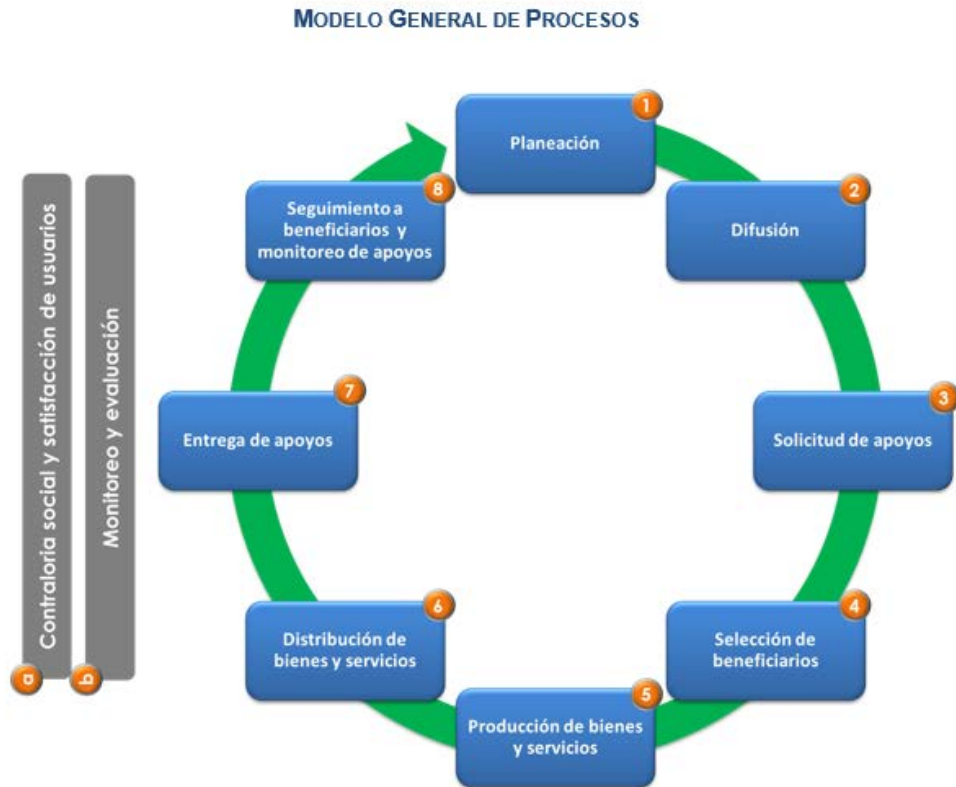 MODELO GENERAL DE PROCESOS
1
Planeación
2
Difusión
3
Solicitud de apoyos
4
Selección de
beneficiarios
5
Producción de bienes
y servicios
6
Distribución de
bienes y servicios
7
Entrega de apoyos
8
Seguimiento a
beneficiarios y
monitoreo de apoyos
a
Contraloria social y satisfacción de usuarios
b
Monitoreo y evaluación